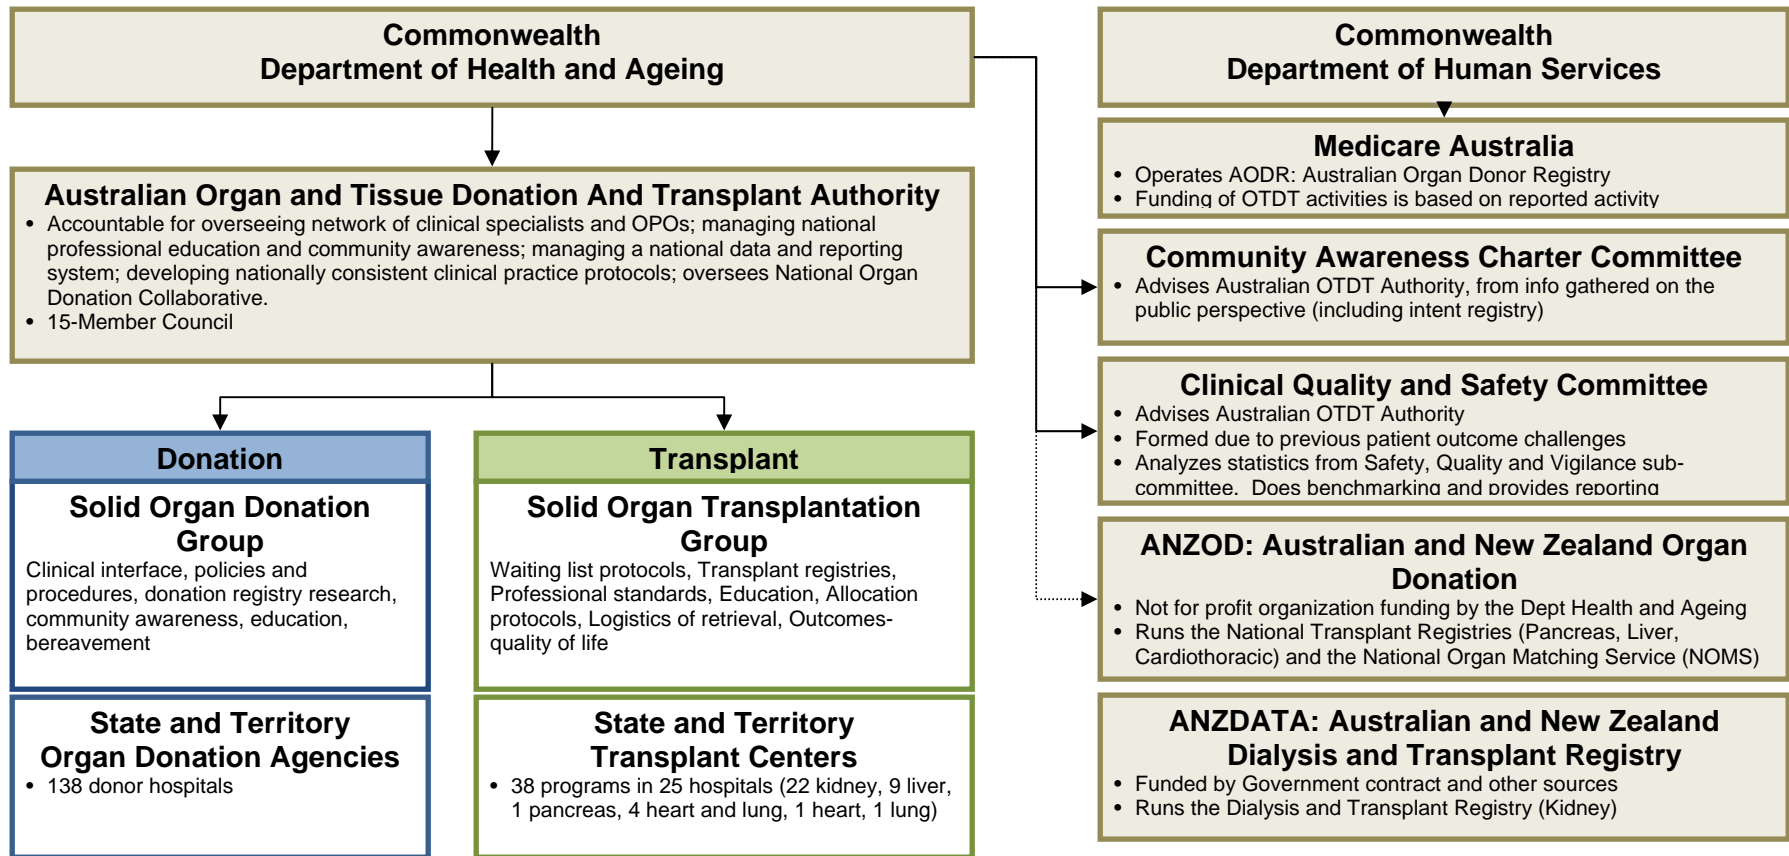 Commonwealth
Department of Health and Ageing
Australian Organ and Tissue Donation And Transplant Authority
• Accountable for overseeing network of clinical specialists and OPOs; managing national
professional education and community awareness; managing a national data and reporting
system; developing nationally consistent clinical practice protocols; oversees National Organ
Donation Collaborative.
• 15-Member Council
Donation
Solid Organ Donation
Group
Clinical interface, policies and
procedures, donation registry research,
community awareness, education,
bereavement
State and Territory
Organ Donation Agencies
• 138 donor hospitals
Transplant
Solid Organ Transplantation
Group
Waiting list protocols, Transplant registries,
Professional standards, Education, Allocation
protocols, Logistics of retrieval, Outcomes-
quality of life
State and Territory
Transplant Centers
• 38 programs in 25 hospitals (22 kidney, 9 liver,
1 pancreas, 4 heart and lung, 1 heart, 1 lung)
Commonwealth
Department of Human Services
Medicare Australia
• Operates AODR: Australian Organ Donor Registry
• Funding of OTDT activities is based on reported activity
Community Awareness Charter Committee
• Advises Australian OTDT Authority, from info gathered on the
public perspective (including intent registry)
Clinical Quality and Safety Committee
• Advises Australian OTDT Authority
• Formed due to previous patient outcome challenges
• Analyzes statistics from Safety, Quality and Vigilance sub-
committee. Does benchmarking and provides reporting
ANZOD: Australian and New Zealand Organ
Donation
• Not for profit organization funding by the Dept Health and Ageing
• Runs the National Transplant Registries (Pancreas, Liver,
Cardiothoracic) and the National Organ Matching Service (NOMS)
ANZDATA: Australian and New Zealand
Dialysis and Transplant Registry
• Funded by Government contract and other sources
• Runs the Dialysis and Transplant Registry (Kidney)